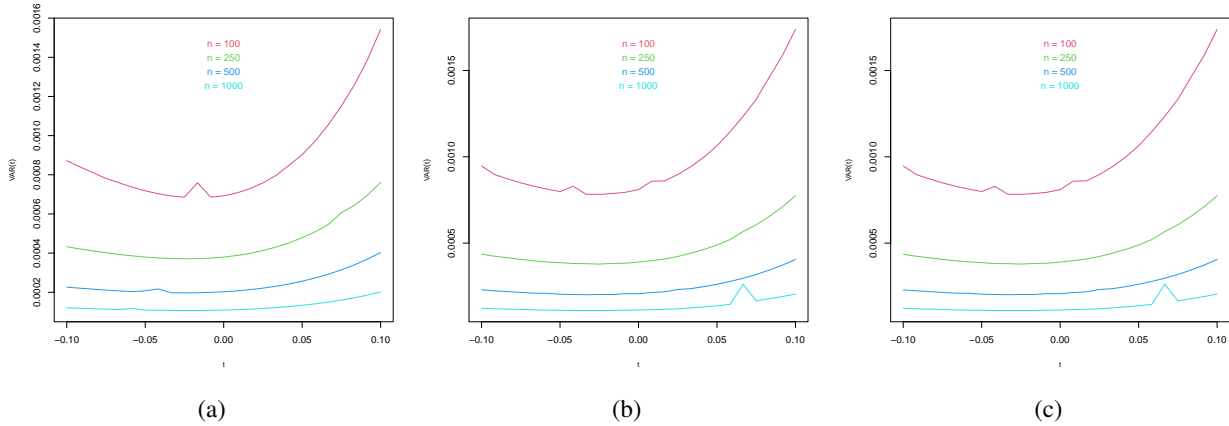 VAR(t)
0.0016
0.0014
0.0012
0.0010
0.0008
0.0006
0.0004
0.0002
n = 100
n = 250
n = 500
n = 1000
−0.10 −0.05 0.00 0.05 0.10
t
(a)
VAR(t)
0.0015
0.0010
0.0005
n = 100
n = 250
n = 500
n = 1000
−0.10 −0.05 0.00 0.05 0.10
t
(b)
VAR(t)
0.0015
0.0010
0.0005
n = 100
n = 250
n = 500
n = 1000
−0.10 −0.05 0.00 0.05 0.10
t
(c)